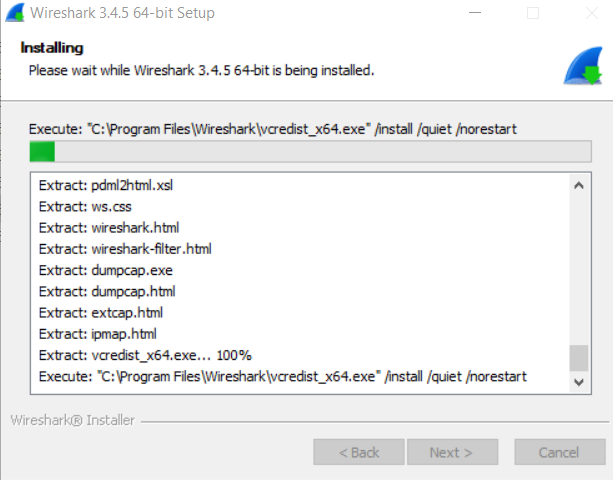 Wireshark 3.4.5 64-bit Setup
Installing
Please wait while Wireshark 3.4.5 64-bit is being installed.
Execute: "C:\Program Files\Wireshark\vcredist_x64.exe" /install /quiet /norestart
Extract: pdml2html.xsl
Extract: ws.css
Extract: wireshark.html
Extract: wireshark-filter.html
Extract: dumpcap.exe
Extract: dumpcap.html
Extract: extcap.html
Extract: ipmap.html
Extract: vcredist_x64.exe... 100%
Execute: "C:\Program Files\Wireshark\vcredist_x64.exe" /install /quiet /norestart
Wireshark® Installer
< Back Next > Cancel